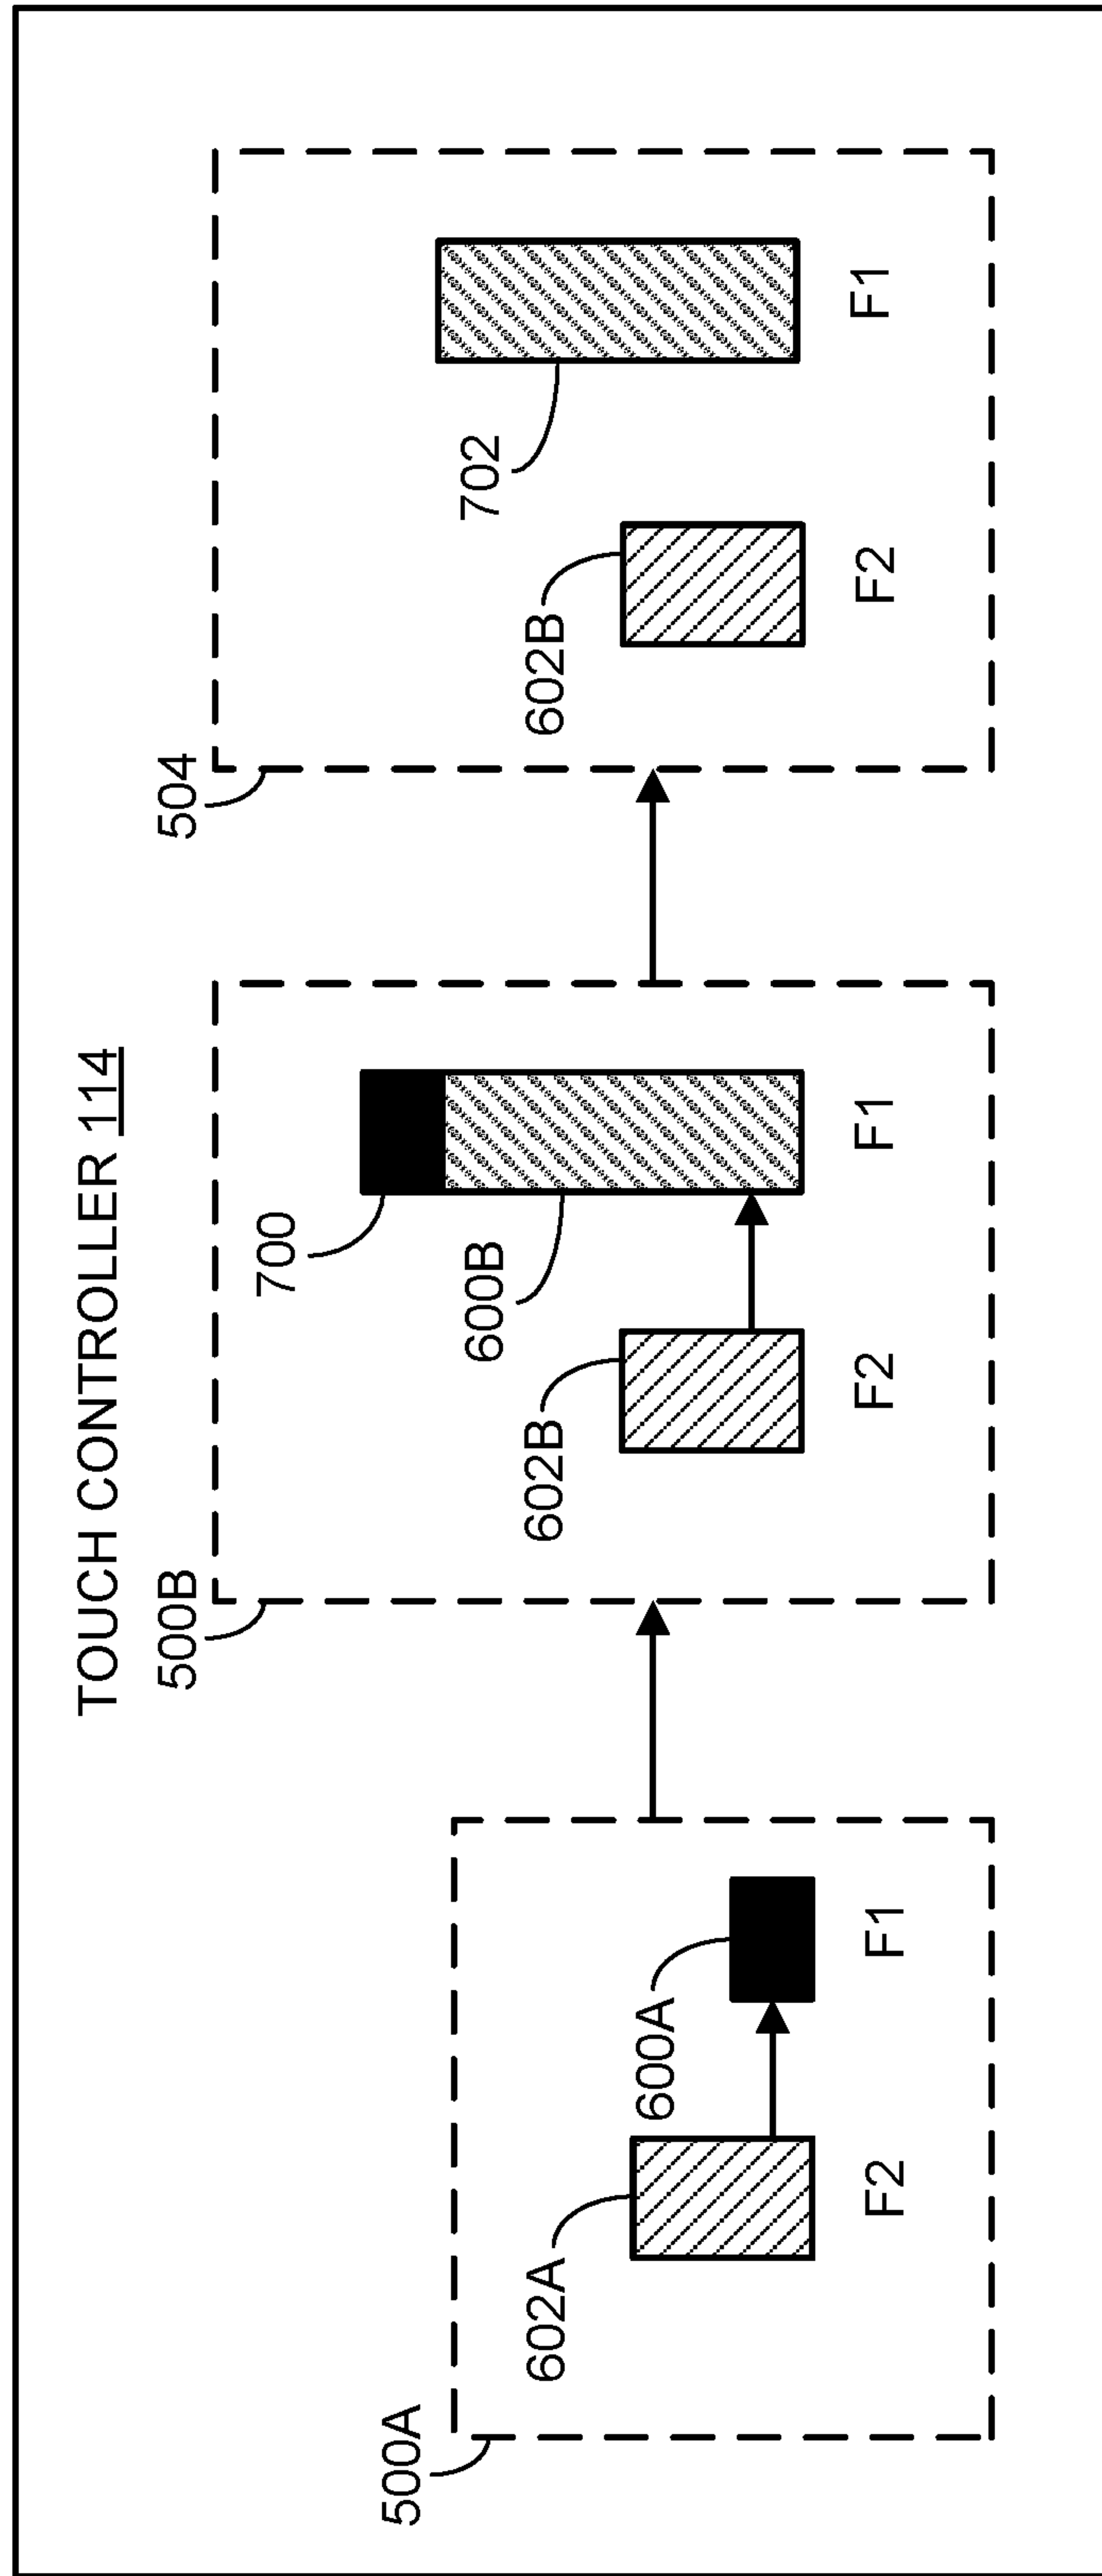 TOUCH CONTROLLER 114
500A
602A
600A
F2
F1
500B
700
600B
602B
F2
F1
504
702
602B
F2
F1